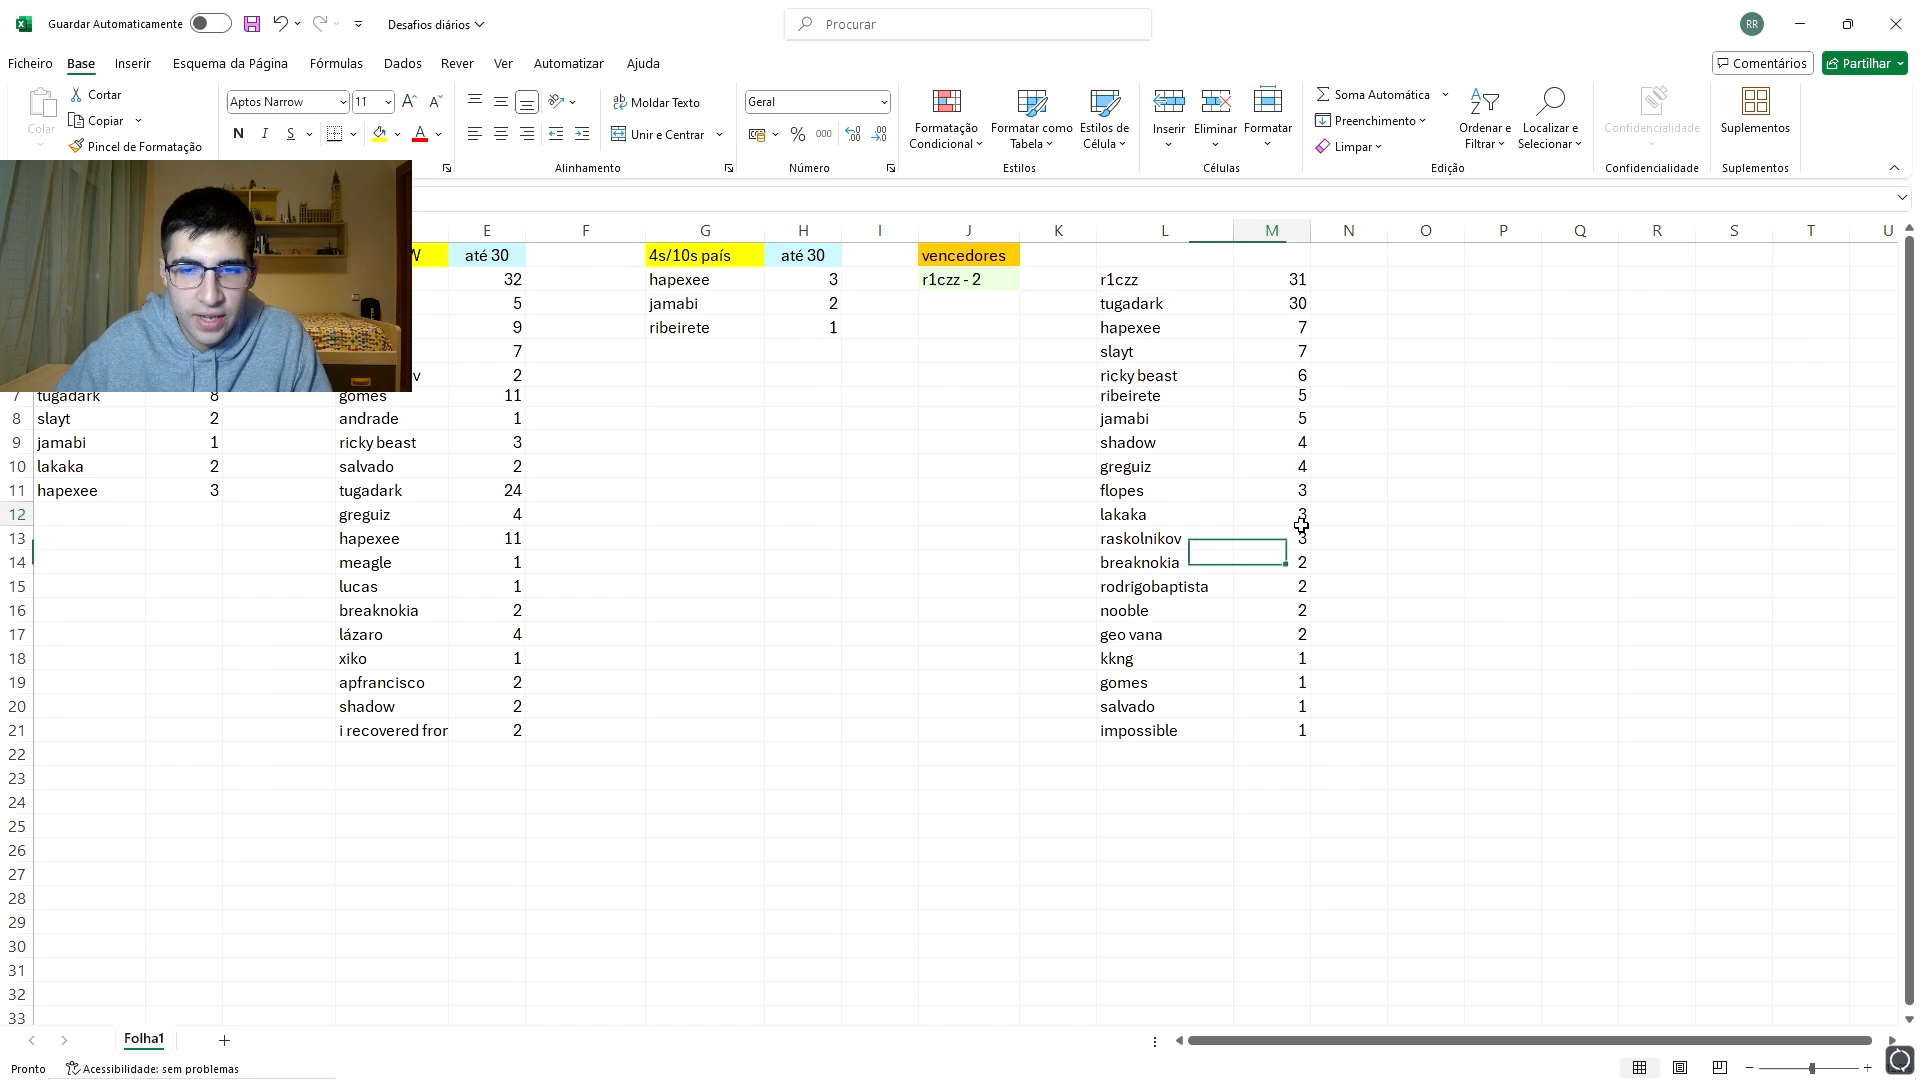 Guardar Automaticamente
Desafios diários
Procurar
RR
Ficheiro Base Inserir Esquema da Página Fórmulas Dados Rever Ver Automatizar Ajuda
Comentários Partilhar
Colar
Cortar
Copiar
Pincel de Formatação
Aptos Narrow 11
N I S
Moldar Texto
Unir e Centrar
Alinhamento
Geral
% 000
Número
Formatação Condicional
Formatar como Tabela
Estilos de Célula
Estilos
Inserir Eliminar Formatar
Células
Soma Automática
Preenchimento
Limpar
Ordenar e Filtrar
Localizar e Selecionar
Edição
Confidencialidade
Confidencialidade
Suplementos
Suplementos
E F G H I J K L M N O P Q R S T U
até 30 4s/10s país até 30 vencedores
32 hapexee 3 r1czz - 2 r1czz 31
5 jamabi 2 tugadark 30
9 ribeirete 1 hapexee 7
7 slayt 7
v 2 ricky beast 6
7 tugadark 8 gomes 11 ribeirete 5
8 slayt 2 andrade 1 jamabi 5
9 jamabi 1 ricky beast 3 shadow 4
10 lakaka 2 salvado 2 greguiz 4
11 hapexee 3 tugadark 24 flopes 3
12 greguiz 4 lakaka 3
13 hapexee 11 raskolnikov 3
14 meagle 1 breaknokia 2
15 lucas 1 rodrigobaptista 2
16 breaknokia 2 nooble 2
17 lázaro 4 geo vana 2
18 xiko 1 kkng 1
19 apfrancisco 2 gomes 1
20 shadow 2 salvado 1
21 i recovered fror 2 impossible 1
22
23
24
25
26
27
28
29
30
31
32
33
Folha1
Pronto Acessibilidade: sem problemas